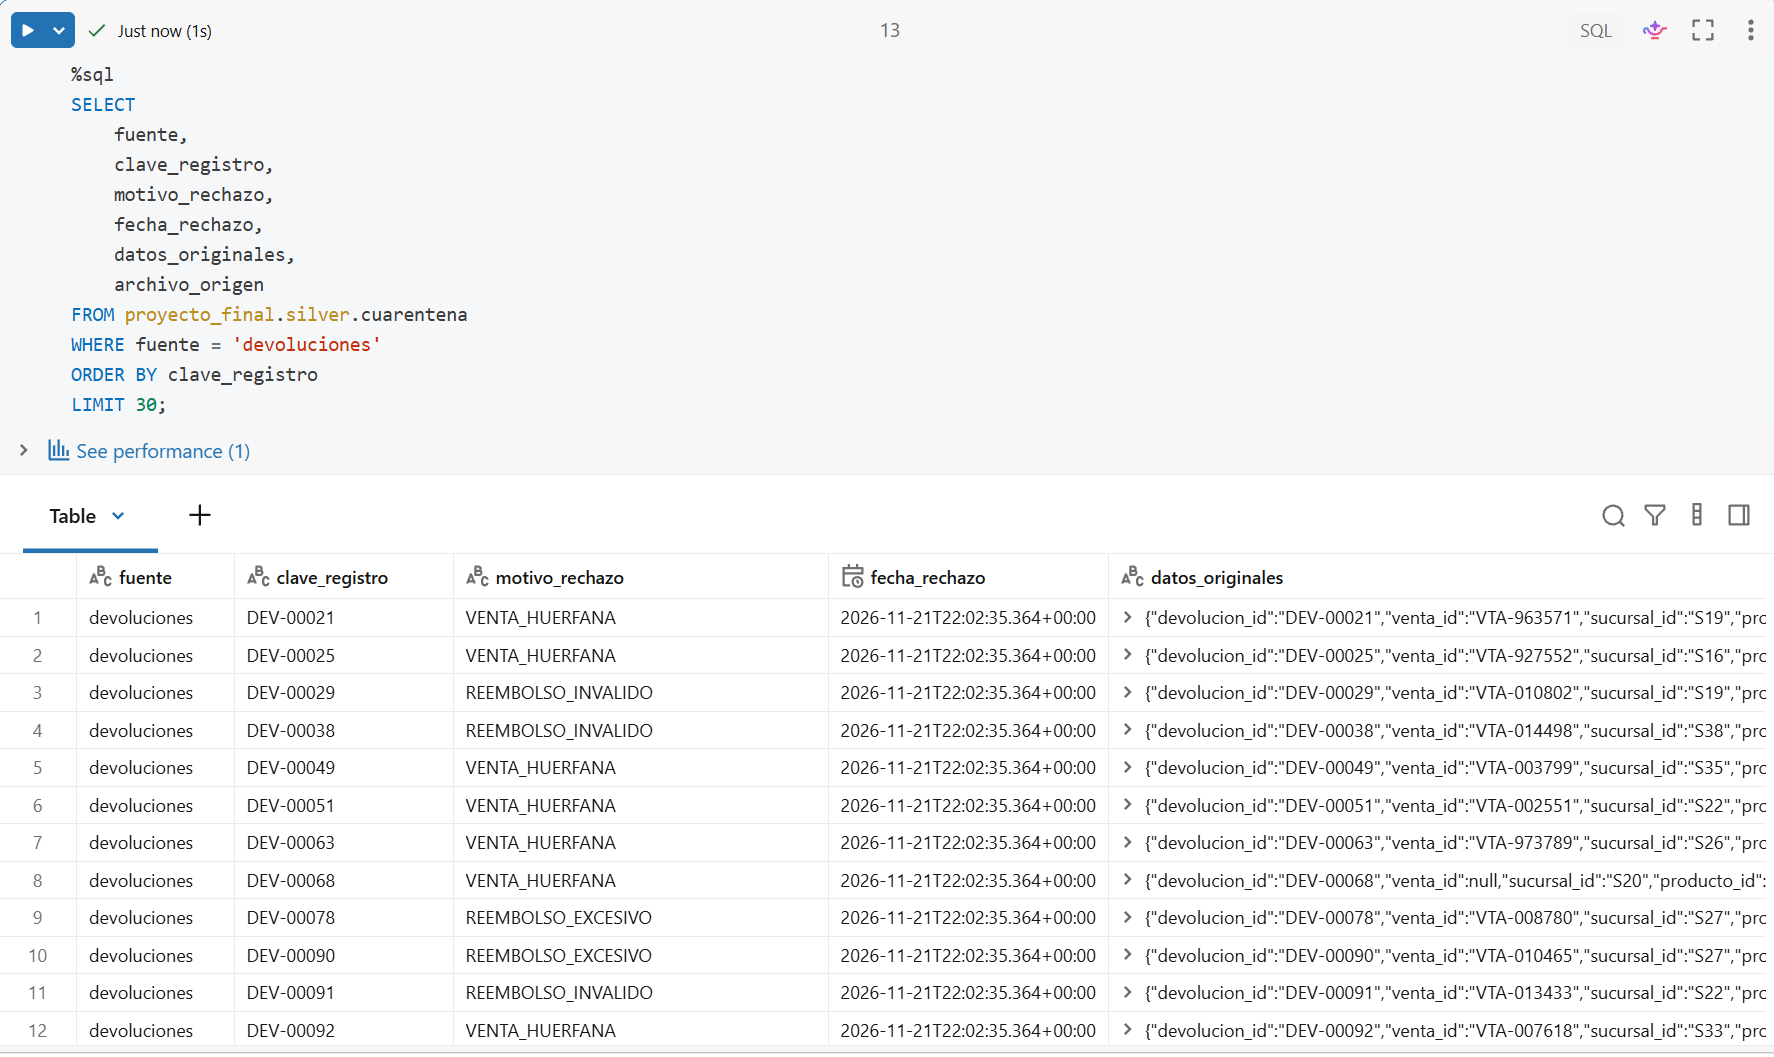 Just now (1s)
13
SQL
%sql
SELECT
fuente,
clave_registro,
motivo_rechazo,
fecha_rechazo,
datos_originales,
archivo_origen
FROM proyecto_final.silver.cuarentena
WHERE fuente = 'devoluciones'
ORDER BY clave_registro
LIMIT 30;
See performance (1)
Table
fuente clave_registro motivo_rechazo fecha_rechazo datos_originales
1 devoluciones DEV-00021 VENTA_HUERFANA 2026-11-21T22:02:35.364+00:00 {"devolucion_id":"DEV-00021","venta_id":"VTA-963571","sucursal_id":"S19","prc
2 devoluciones DEV-00025 VENTA_HUERFANA 2026-11-21T22:02:35.364+00:00 {"devolucion_id":"DEV-00025","venta_id":"VTA-927552","sucursal_id":"S16","prc
3 devoluciones DEV-00029 REEMBOLSO_INVALIDO 2026-11-21T22:02:35.364+00:00 {"devolucion_id":"DEV-00029","venta_id":"VTA-010802","sucursal_id":"S19","prc
4 devoluciones DEV-00038 REEMBOLSO_INVALIDO 2026-11-21T22:02:35.364+00:00 {"devolucion_id":"DEV-00038","venta_id":"VTA-014498","sucursal_id":"S38","prc
5 devoluciones DEV-00049 VENTA_HUERFANA 2026-11-21T22:02:35.364+00:00 {"devolucion_id":"DEV-00049","venta_id":"VTA-003799","sucursal_id":"S35","prc
6 devoluciones DEV-00051 VENTA_HUERFANA 2026-11-21T22:02:35.364+00:00 {"devolucion_id":"DEV-00051","venta_id":"VTA-002551","sucursal_id":"S22","prc
7 devoluciones DEV-00063 VENTA_HUERFANA 2026-11-21T22:02:35.364+00:00 {"devolucion_id":"DEV-00063","venta_id":"VTA-973789","sucursal_id":"S26","prc
8 devoluciones DEV-00068 VENTA_HUERFANA 2026-11-21T22:02:35.364+00:00 {"devolucion_id":"DEV-00068","venta_id":null,"sucursal_id":"S20","producto_id":
9 devoluciones DEV-00078 REEMBOLSO_EXCESIVO 2026-11-21T22:02:35.364+00:00 {"devolucion_id":"DEV-00078","venta_id":"VTA-008780","sucursal_id":"S27","prc
10 devoluciones DEV-00090 REEMBOLSO_EXCESIVO 2026-11-21T22:02:35.364+00:00 {"devolucion_id":"DEV-00090","venta_id":"VTA-010465","sucursal_id":"S27","prc
11 devoluciones DEV-00091 REEMBOLSO_INVALIDO 2026-11-21T22:02:35.364+00:00 {"devolucion_id":"DEV-00091","venta_id":"VTA-013433","sucursal_id":"S22","prc
12 devoluciones DEV-00092 VENTA_HUERFANA 2026-11-21T22:02:35.364+00:00 {"devolucion_id":"DEV-00092","venta_id":"VTA-007618","sucursal_id":"S33","prc